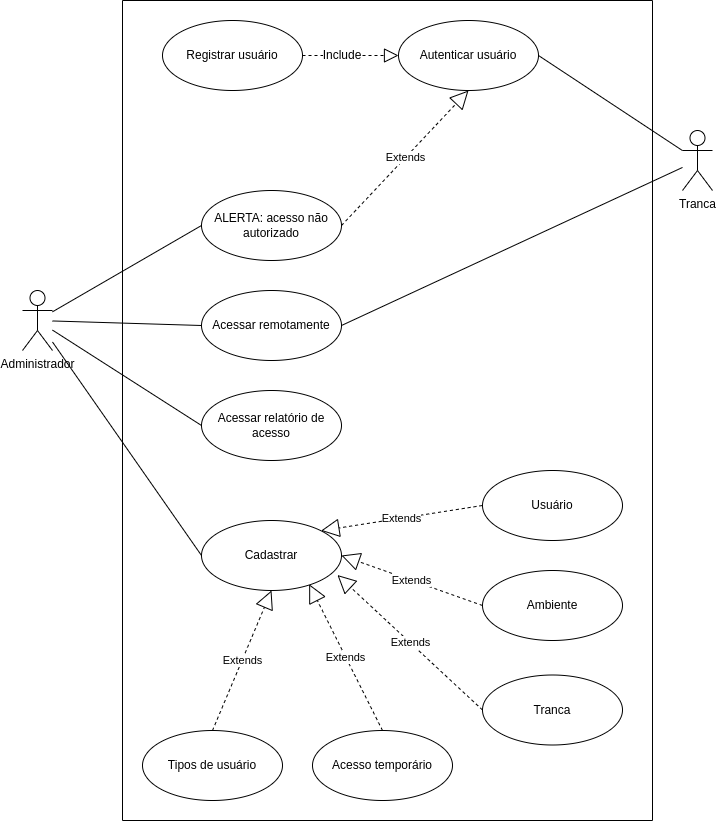 Registrar usuário
Include
Autenticar usuário
Extends
Tranca
ALERTA: acesso não
autorizado
Acessar remotamente
Administrador
Acessar relatório de
acesso
Usuário
Extends
Cadastrar
Extends
Ambiente
Extends
Extends
Extends
Tranca
Tipos de usuário
Acesso temporário